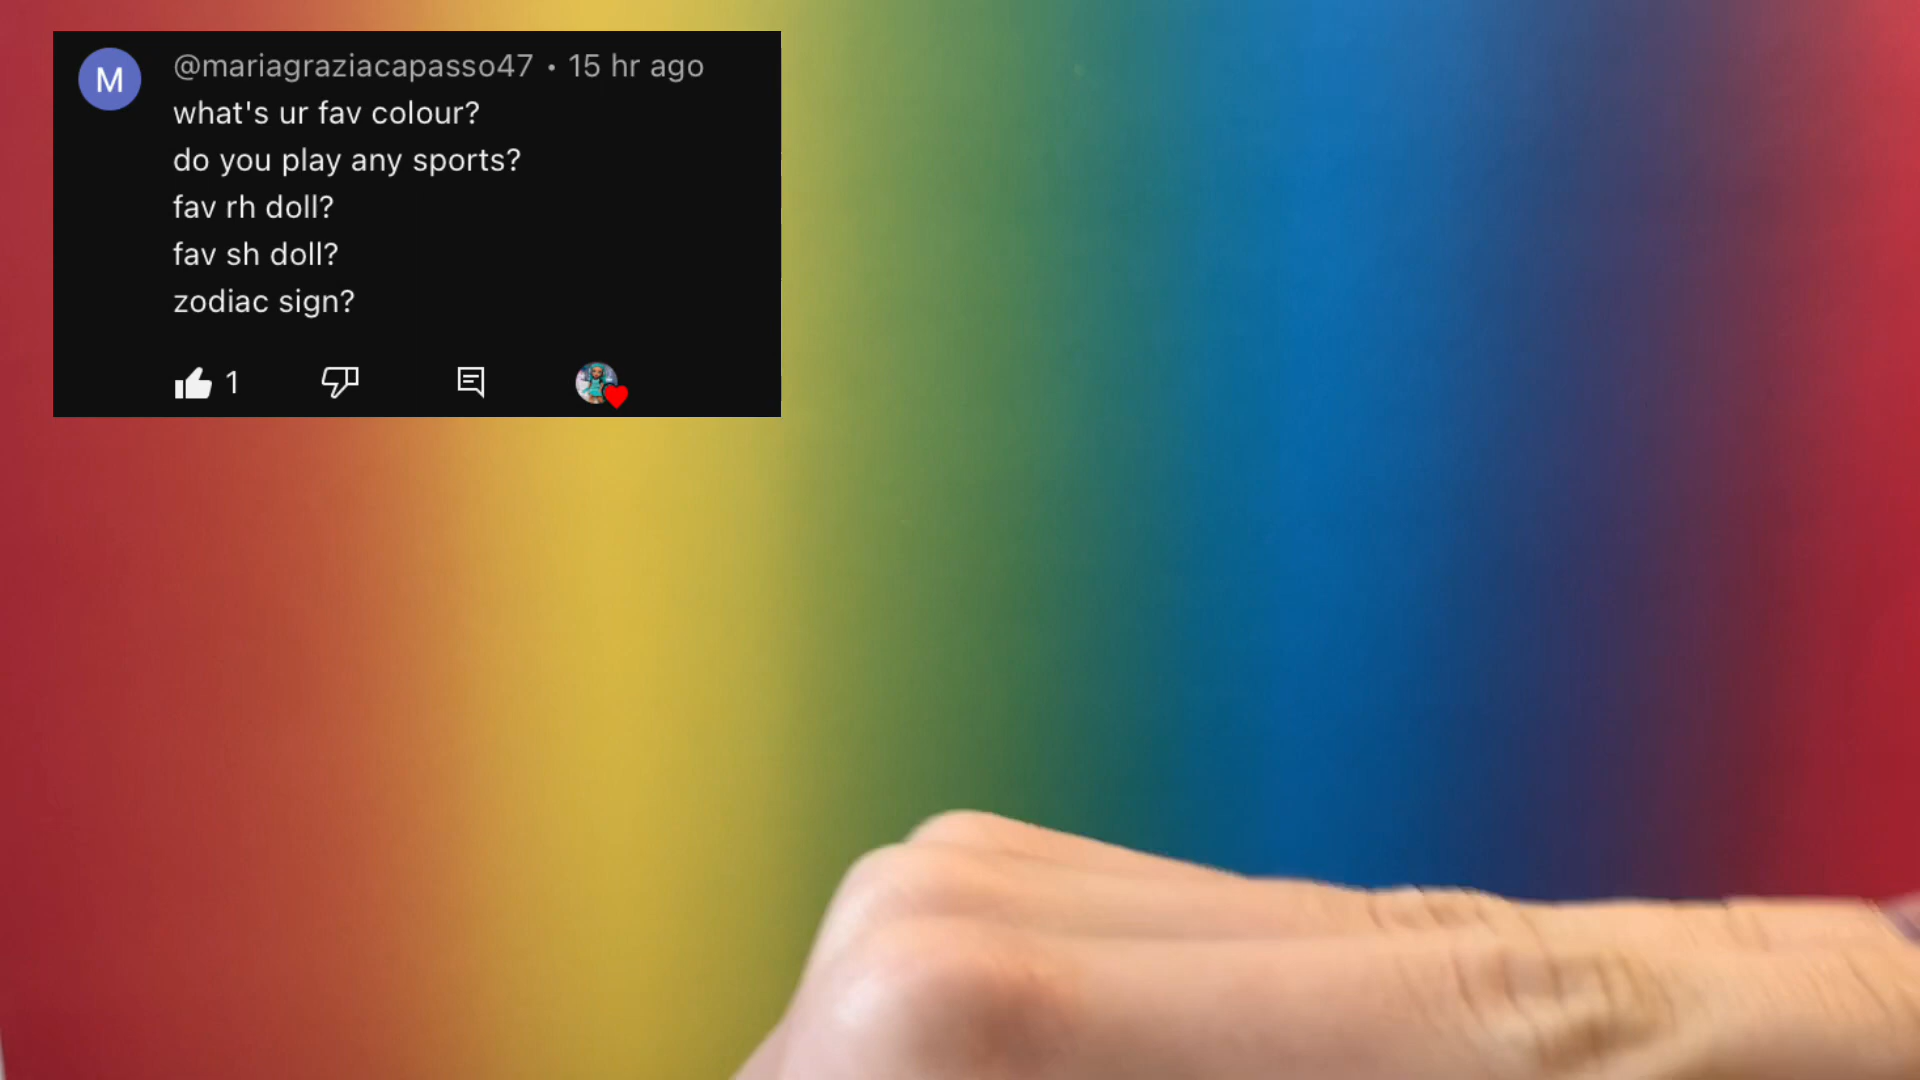 M
@mariagraziacapasso47 • 15 hr ago
what's ur fav colour?
do you play any sports?
fav rh doll?
fav sh doll?
zodiac sign?
1